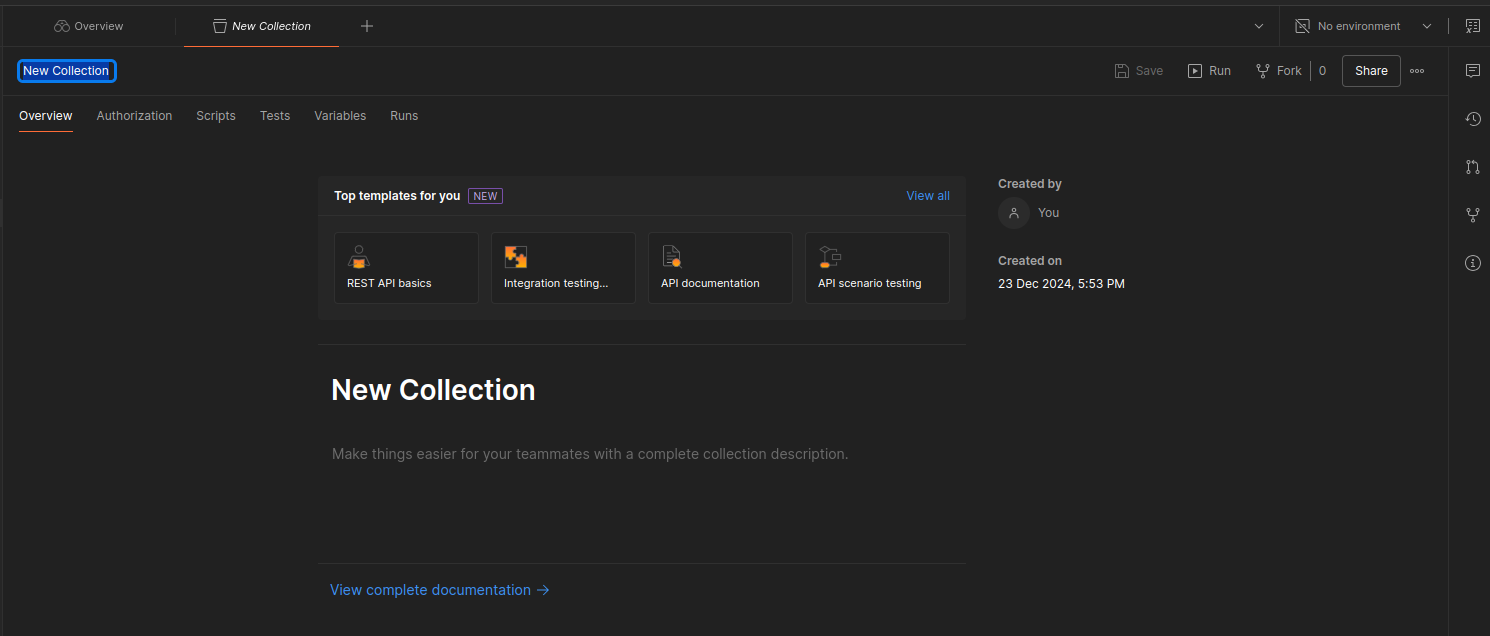 Overview
New Collection
No environment
New Collection
Save
Run
Fork
0
Share
Overview
Authorization
Scripts
Tests
Variables
Runs
Top templates for you
NEW
View all
REST API basics
Integration testing...
API documentation
API scenario testing
Created by
You
Created on
23 Dec 2024, 5:53 PM
New Collection
Make things easier for your teammates with a complete collection description.
View complete documentation →